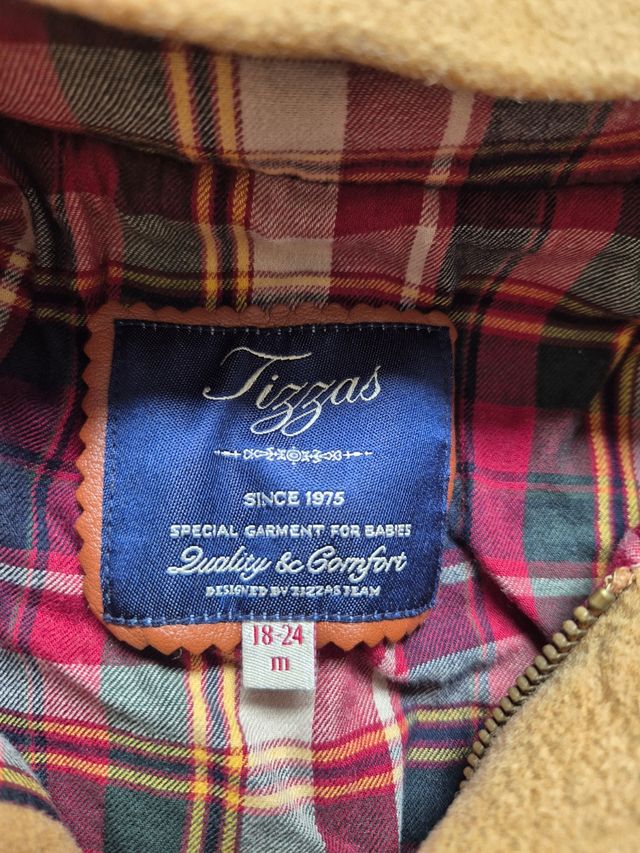 Tizzas
SINCE 1975
SPECIAL GARMENT FOR BABIES
Quality & Comfort
DESIGNED BY TIZZAS TEAM
18-24
m